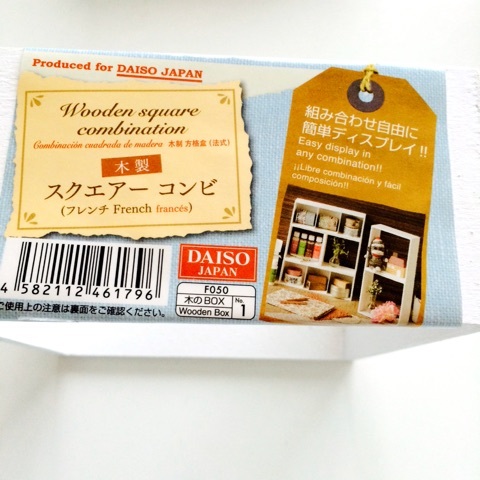 Produced for DAISO JAPAN
Wooden square
combination
Combinación cuadrada de madera 木制 方格盒 (法式)
木製
スクエアー コンビ
(フレンチ French francés)
組み合わせ自由に
簡単ディスプレイ!!
Easy display in
any combination!!
¡¡Libre combinación y fácil
composición!!
4 582112 461796
DAISO
JAPAN
F050
木のBOX
Wooden Box
No.
1
ご使用上の注意は裏面をご確認ください。